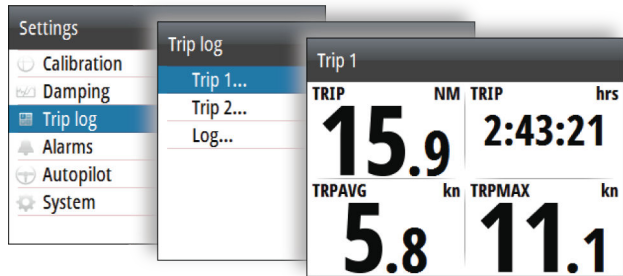 Settings
Calibration
Damping
Trip log
Alarms
Autopilot
System
Trip log
Trip 1...
Trip 2...
Log...
Trip 1
TRIP NM TRIP hrs
15.9 2:43:21
TRPAVG kn TRPMAX kn
5.8 11.1